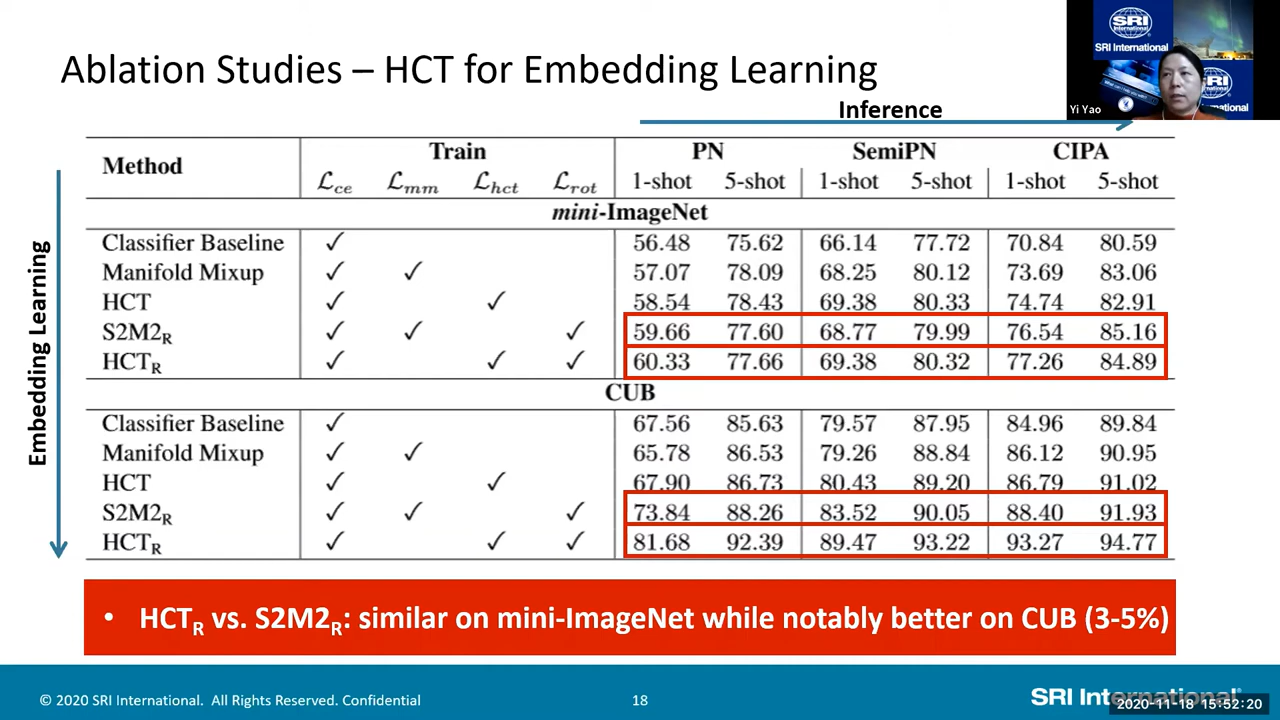 Ablation Studies – HCT for Embedding Learning
SRI International
Yi Yao
Inference
Embedding Learning
Method Train PN SemiPN CIPA
ℒce ℒmm ℒhct ℒrot 1-shot 5-shot 1-shot 5-shot 1-shot 5-shot
mini-ImageNet
Classifier Baseline ✓ 56.48 75.62 66.14 77.72 70.84 80.59
Manifold Mixup ✓ ✓ 57.07 78.09 68.25 80.12 73.69 83.06
HCT ✓ ✓ 58.54 78.43 69.38 80.33 74.74 82.91
S2M2R ✓ ✓ ✓ 59.66 77.60 68.77 79.99 76.54 85.16
HCTR ✓ ✓ ✓ 60.33 77.66 69.38 80.32 77.26 84.89
CUB
Classifier Baseline ✓ 67.56 85.63 79.57 87.95 84.96 89.84
Manifold Mixup ✓ ✓ 65.78 86.53 79.26 88.84 86.12 90.95
HCT ✓ ✓ 67.90 86.73 80.43 89.20 86.79 91.02
S2M2R ✓ ✓ ✓ 73.84 88.26 83.52 90.05 88.40 91.93
HCTR ✓ ✓ ✓ 81.68 92.39 89.47 93.22 93.27 94.77
• HCTR vs. S2M2R: similar on mini-ImageNet while notably better on CUB (3-5%)
© 2020 SRI International. All Rights Reserved. Confidential 18 SRI International
2020-11-18 15:52:20